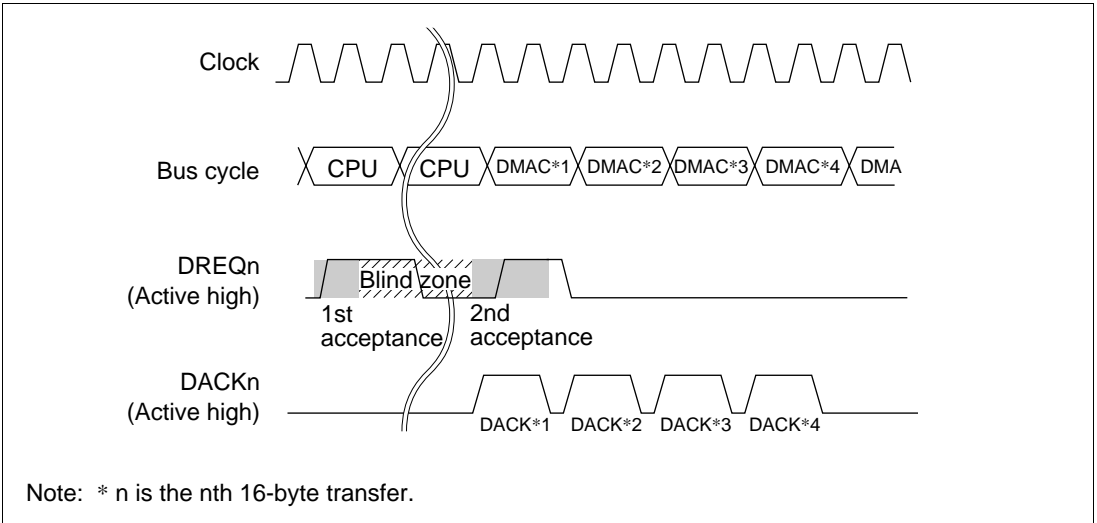 Clock
Bus cycle
CPU CPU DMAC*1 DMAC*2 DMAC*3 DMAC*4 DMA
DREQn
(Active high)
Blind zone
1st
acceptance
2nd
acceptance
DACKn
(Active high)
DACK*1 DACK*2 DACK*3 DACK*4
Note: * n is the nth 16-byte transfer.